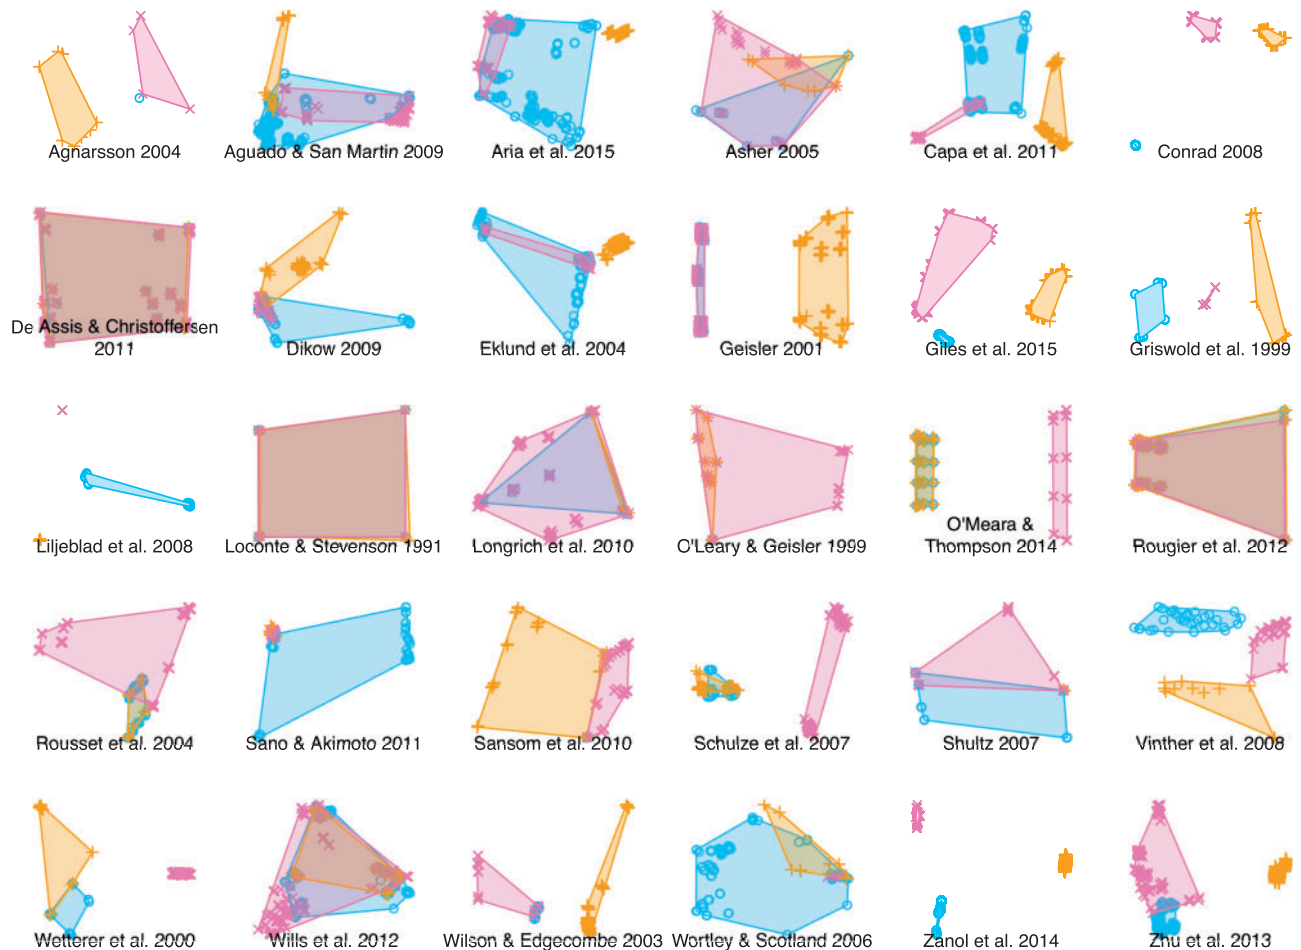 Agnarsson 2004
Aguado & San Martin 2009
Aria et al. 2015
Asher 2005
Capa et al. 2011
Conrad 2008
De Assis & Christoffersen
2011
Dikow 2009
Eklund et al. 2004
Geisler 2001
Giles et al. 2015
Griswold et al. 1999
Liljeblad et al. 2008
Loconte & Stevenson 1991
Longrich et al. 2010
O'Leary & Geisler 1999
O'Meara &
Thompson 2014
Rougier et al. 2012
Rousset et al. 2004
Sano & Akimoto 2011
Sansom et al. 2010
Schulze et al. 2007
Shultz 2007
Vinther et al. 2008
Wetterer et al. 2000
Wills et al. 2012
Wilson & Edgecombe 2003
Wortley & Scotland 2006
Zanol et al. 2014
Zhu et al. 2013